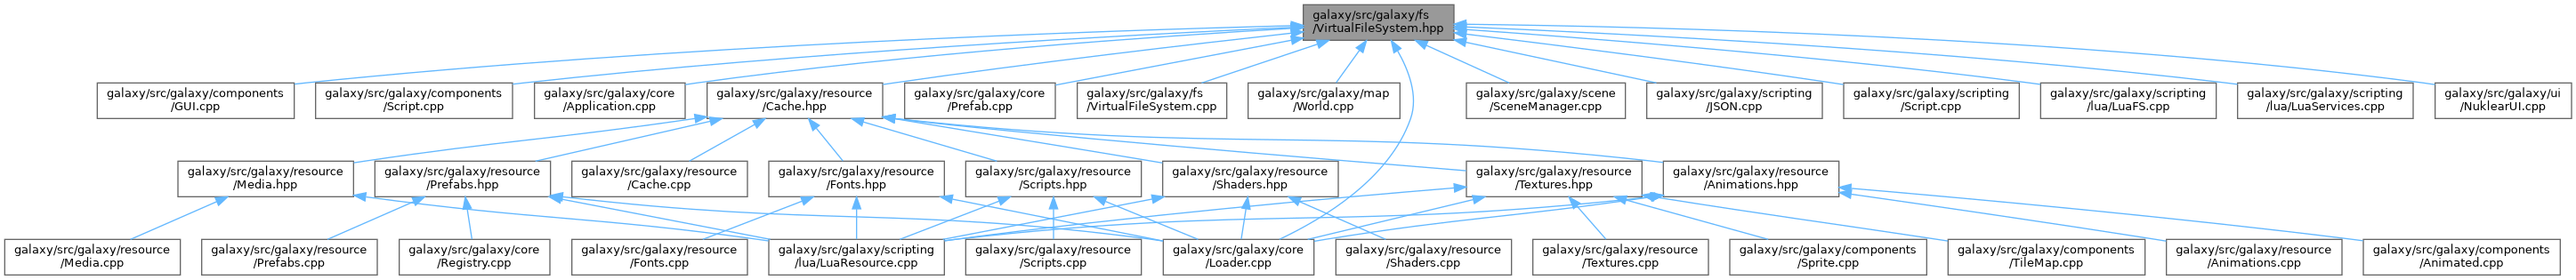 galaxy/src/galaxy/fs
/VirtualFileSystem.hpp
galaxy/src/galaxy/components
/GUI.cpp
galaxy/src/galaxy/components
/Script.cpp
galaxy/src/galaxy/core
/Application.cpp
galaxy/src/galaxy/resource
/Cache.hpp
galaxy/src/galaxy/core
/Prefab.cpp
galaxy/src/galaxy/fs
/VirtualFileSystem.cpp
galaxy/src/galaxy/map
/World.cpp
galaxy/src/galaxy/scene
/SceneManager.cpp
galaxy/src/galaxy/scripting
/JSON.cpp
galaxy/src/galaxy/scripting
/Script.cpp
galaxy/src/galaxy/scripting
/lua/LuaFS.cpp
galaxy/src/galaxy/scripting
/lua/LuaServices.cpp
galaxy/src/galaxy/ui
/NuklearUI.cpp
galaxy/src/galaxy/resource
/Media.hpp
galaxy/src/galaxy/resource
/Prefabs.hpp
galaxy/src/galaxy/resource
/Cache.cpp
galaxy/src/galaxy/resource
/Fonts.hpp
galaxy/src/galaxy/resource
/Scripts.hpp
galaxy/src/galaxy/resource
/Shaders.hpp
galaxy/src/galaxy/resource
/Textures.hpp
galaxy/src/galaxy/resource
/Animations.hpp
galaxy/src/galaxy/resource
/Media.cpp
galaxy/src/galaxy/resource
/Prefabs.cpp
galaxy/src/galaxy/core
/Registry.cpp
galaxy/src/galaxy/resource
/Fonts.cpp
galaxy/src/galaxy/scripting
/lua/LuaResource.cpp
galaxy/src/galaxy/resource
/Scripts.cpp
galaxy/src/galaxy/core
/Loader.cpp
galaxy/src/galaxy/resource
/Shaders.cpp
galaxy/src/galaxy/resource
/Textures.cpp
galaxy/src/galaxy/components
/Sprite.cpp
galaxy/src/galaxy/components
/TileMap.cpp
galaxy/src/galaxy/resource
/Animations.cpp
galaxy/src/galaxy/components
/Animated.cpp